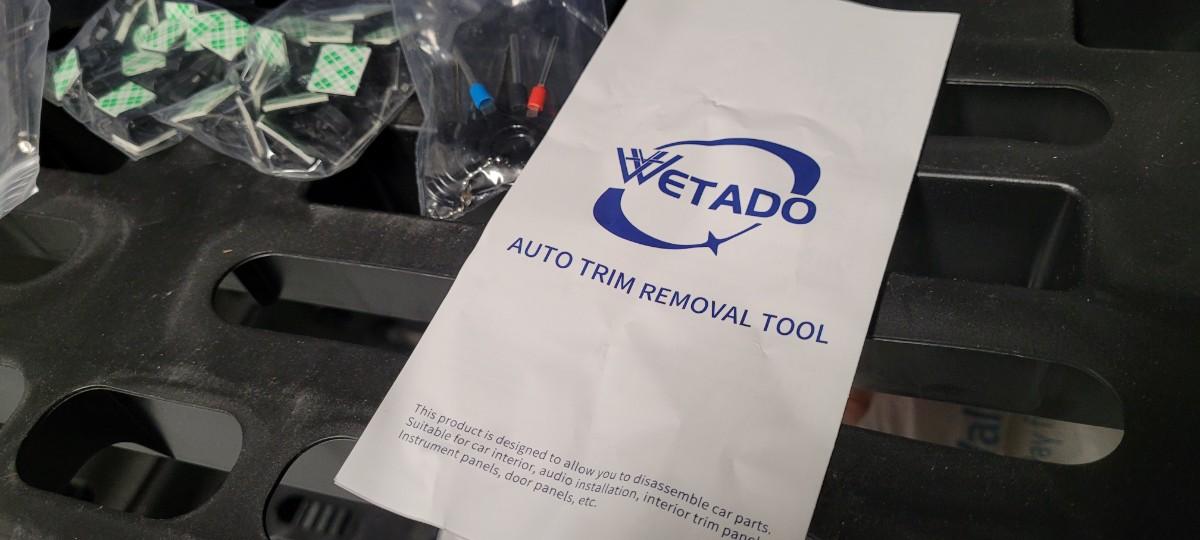 WETADO
AUTO TRIM REMOVAL TOOL
This product is designed to allow you to disassemble car parts.
Suitable for car interior, audio installation, interior trim panel
Instrument panels, door panels, etc.